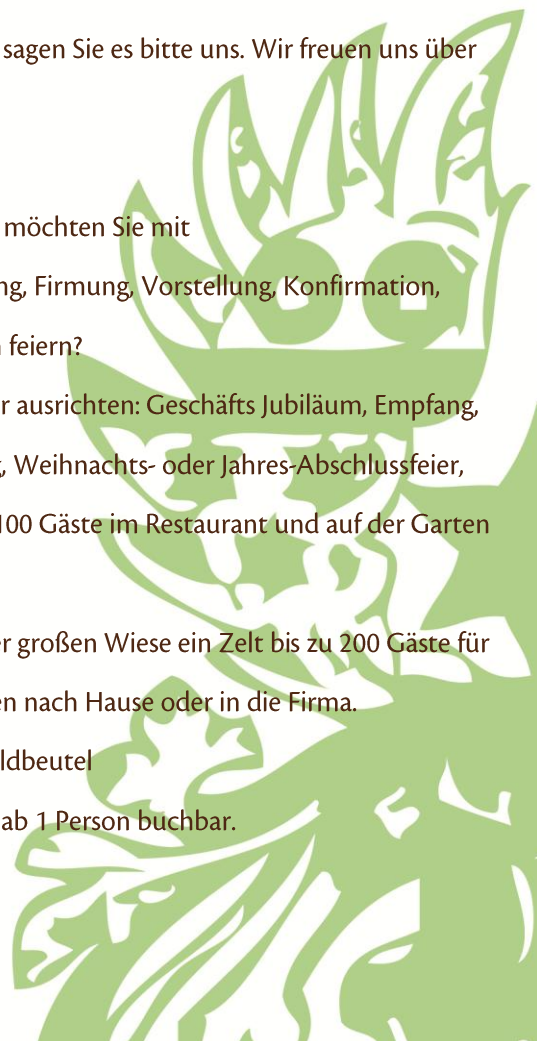 sagen Sie es bitte uns. Wir freuen uns über
möchten Sie mit
ng, Firmung, Vorstellung, Konfirmation,
feiern?
r ausrichten: Geschäfts Jubiläum, Empfang,
, Weihnachts- oder Jahres-Abschlussfeier,
100 Gäste im Restaurant und auf der Garten
er großen Wiese ein Zelt bis zu 200 Gäste für
en nach Hause oder in die Firma.
ldbeutel
ab 1 Person buchbar.